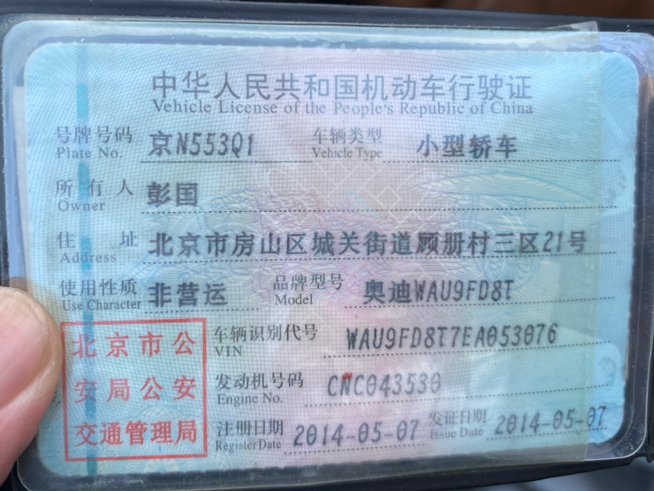 中华人民共和国机动车行驶证
Vehicle License of the People's Republic of China
号牌号码 京N553Q1 车辆类型 小型轿车
Plate No. Vehicle Type
所有人 彭国
Owner
住址 北京市房山区城关街道顾册村三区21号
Address
使用性质 非营运 品牌型号 奥迪WAU9FD8T
Use Character Model
北京市公安局公安交通管理局
车辆识别代号 WAU9FD8T7EA053076
VIN
发动机号码 CNC043530
Engine No.
注册日期 2014-05-07 发证日期 2014-05-07
Register Date Issue Date